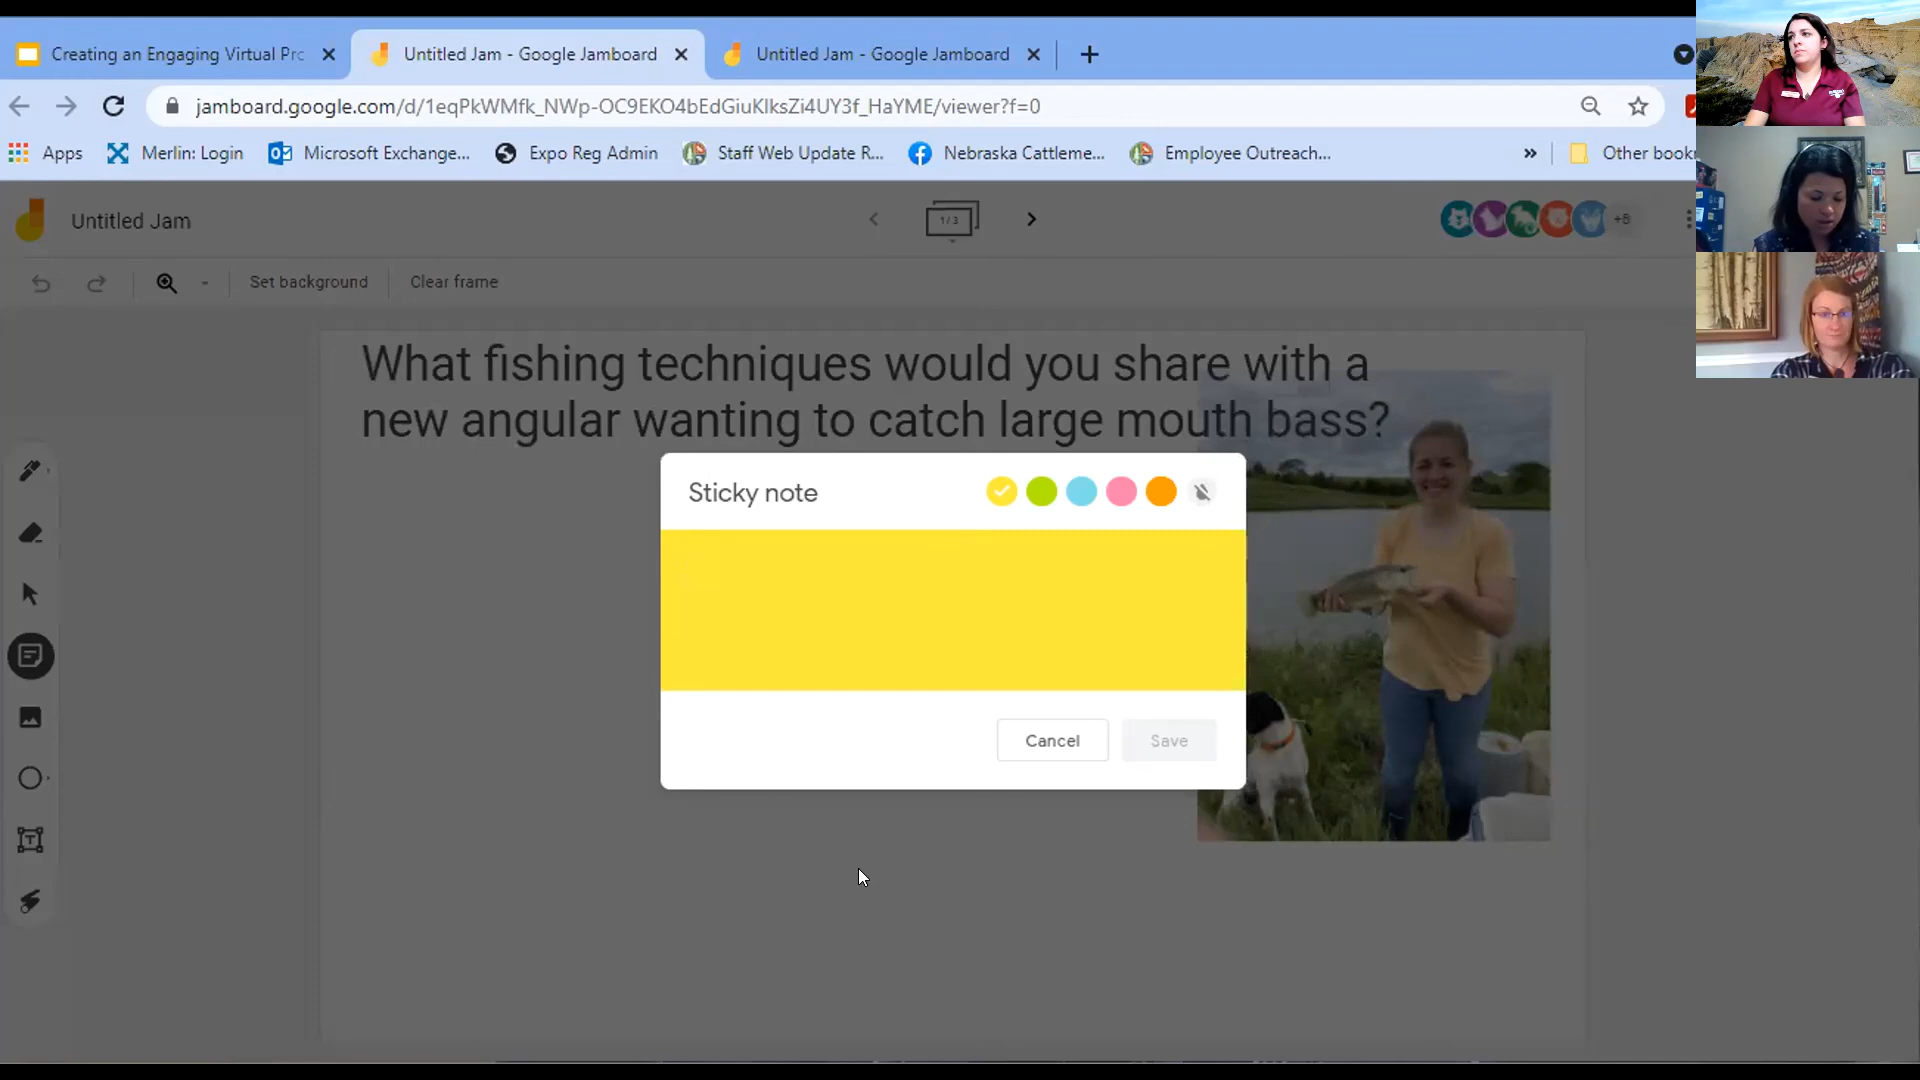 Creating an Engaging Virtual Prc
Untitled Jam - Google Jamboard
Untitled Jam - Google Jamboard
jamboard.google.com/d/1eqPkWMfk_NWp-OC9EKO4bEdGiuKIksZi4UY3f_HaYME/viewer?f=0
Apps
Merlin: Login
Microsoft Exchange...
Expo Reg Admin
Staff Web Update R...
Nebraska Cattleme...
Employee Outreach...
»
Other book
Untitled Jam
1/3
+8
Set background
Clear frame
What fishing techniques would you share with a
new angular wanting to catch large mouth bass?
Sticky note
Cancel
Save